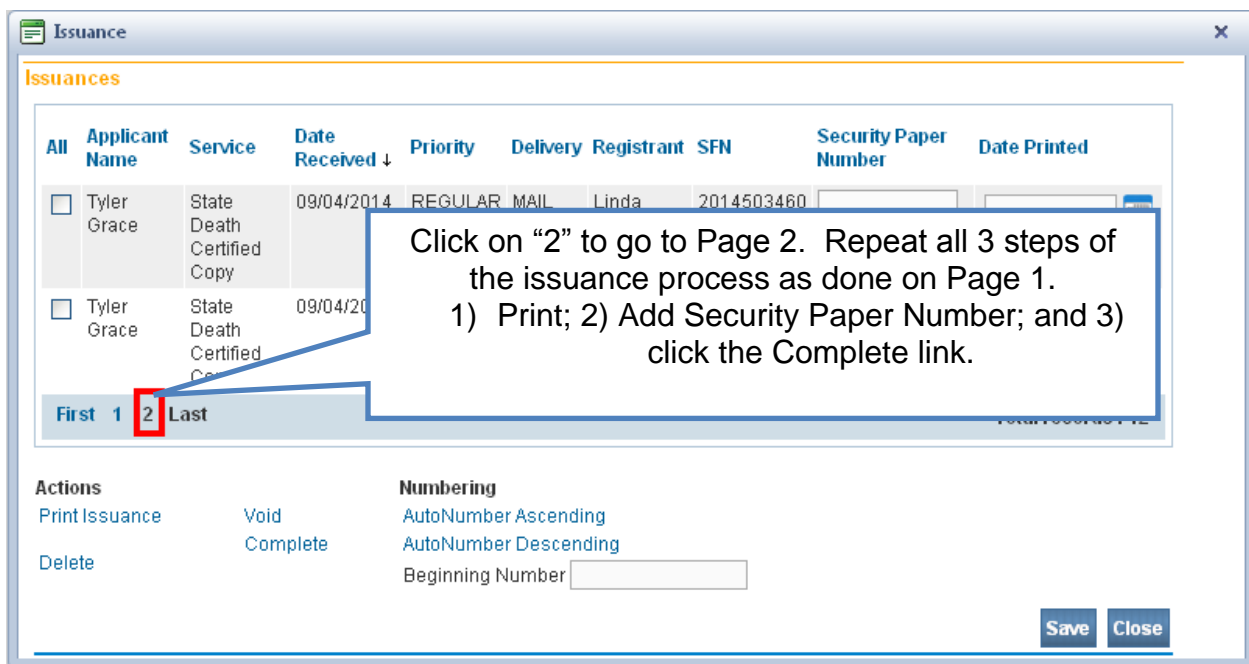 Issuance
Issuances
All Applicant Name Service Date Received ↓ Priority Delivery Registrant SFN Security Paper Number Date Printed
Tyler Grace State Death Certified Copy 09/04/2014 REGULAR MAIL Linda 2014503460
Tyler Grace State Death Certified
Click on “2” to go to Page 2. Repeat all 3 steps of
the issuance process as done on Page 1.
1) Print; 2) Add Security Paper Number; and 3)
click the Complete link.
First 1 2 Last
Actions Numbering
Print Issuance Void AutoNumber Ascending
Complete AutoNumber Descending
Delete
Beginning Number
Save Close